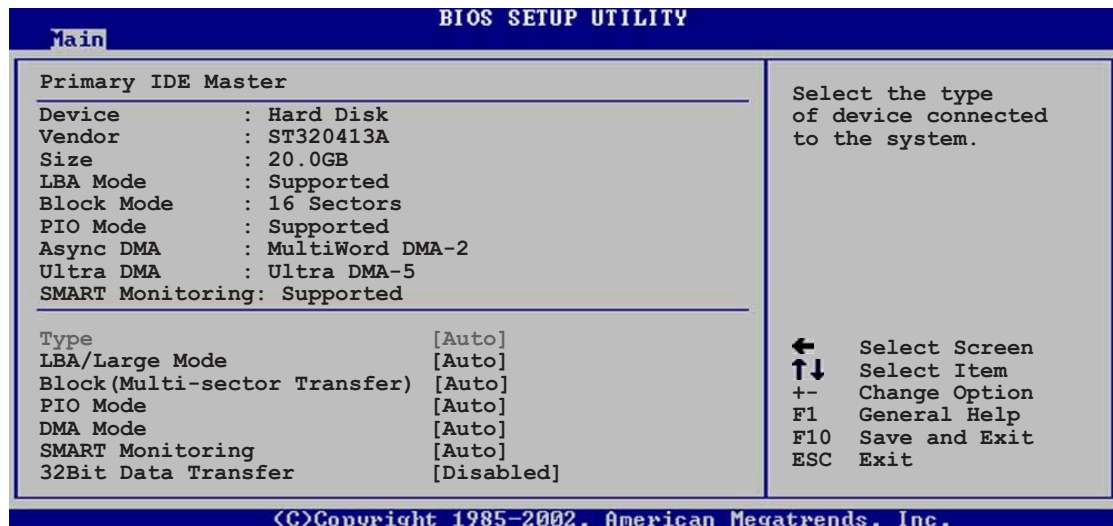 BIOS SETUP UTILITY
Main
Primary IDE Master
Device : Hard Disk
Vendor : ST320413A
Size : 20.0GB
LBA Mode : Supported
Block Mode : 16 Sectors
PIO Mode : Supported
Async DMA : MultiWord DMA-2
Ultra DMA : Ultra DMA-5
SMART Monitoring: Supported
Type [Auto]
LBA/Large Mode [Auto]
Block(Multi-sector Transfer) [Auto]
PIO Mode [Auto]
DMA Mode [Auto]
SMART Monitoring [Auto]
32Bit Data Transfer [Disabled]
Select the type
of device connected
to the system.
← Select Screen
↑↓ Select Item
+- Change Option
F1 General Help
F10 Save and Exit
ESC Exit
(C)Copyright 1985-2002, American Megatrends, Inc.